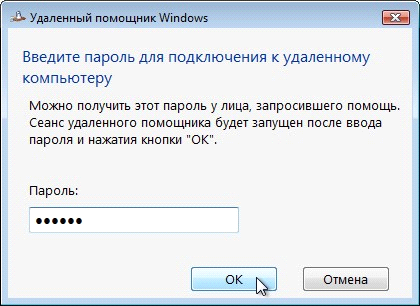 Удаленный помощник Windows
Введите пароль для подключения к удаленному
компьютеру
Можно получить этот пароль у лица, запросившего помощь.
Сеанс удаленного помощника будет запущен после ввода
пароля и нажатия кнопки "ОК".
Пароль:
●●●●●●
ОК
Отмена